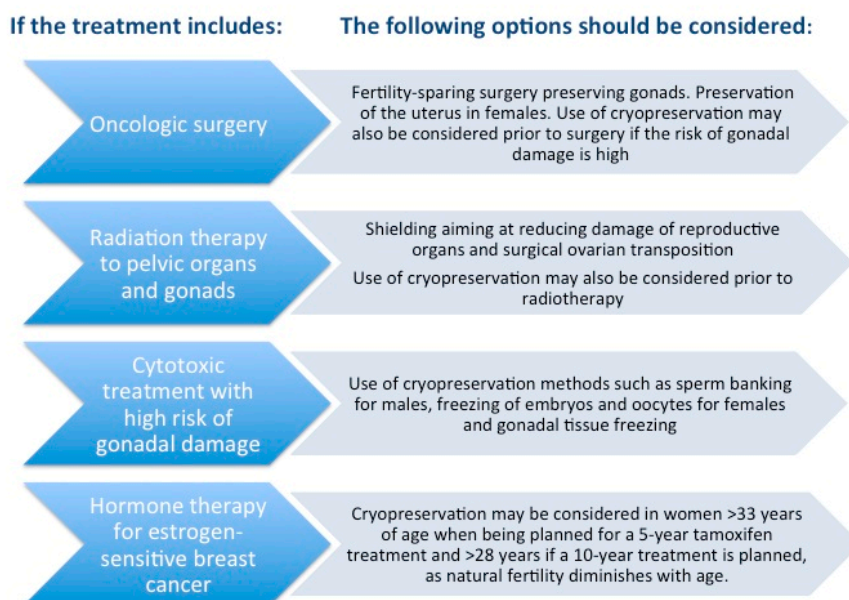 If the treatment includes:
The following options should be considered:
Oncologic surgery
Fertility-sparing surgery preserving gonads. Preservation
of the uterus in females. Use of cryopreservation may
also be considered prior to surgery if the risk of gonadal
damage is high
Radiation therapy
to pelvic organs
and gonads
Shielding aiming at reducing damage of reproductive
organs and surgical ovarian transposition
Use of cryopreservation may also be considered prior to
radiotherapy
Cytotoxic
treatment with
high risk of
gonadal damage
Use of cryopreservation methods such as sperm banking
for males, freezing of embryos and oocytes for females
and gonadal tissue freezing
Hormone therapy
for estrogen-
sensitive breast
cancer
Cryopreservation may be considered in women >33 years
of age when being planned for a 5-year tamoxifen
treatment and >28 years if a 10-year treatment is planned,
as natural fertility diminishes with age.